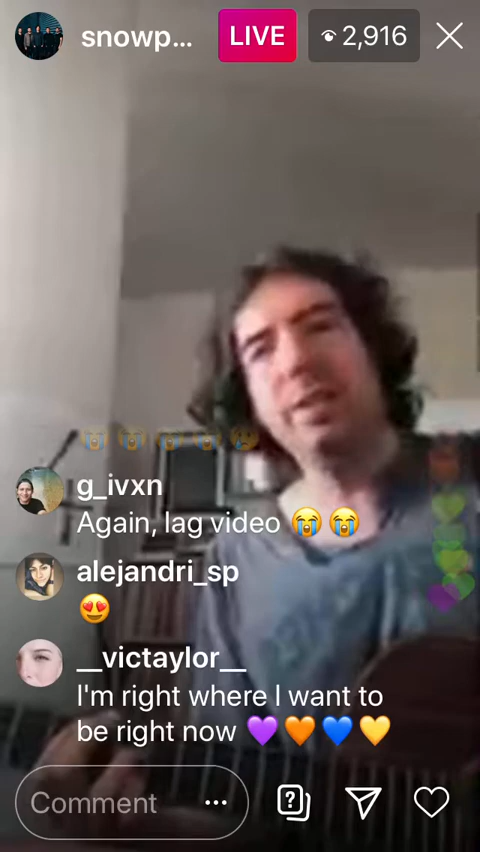 snowp...
LIVE
2,916
😭 😭 😭 😭 😢
g_ivxn
Again, lag video 😭 😭
alejandri_sp
😍
__victaylor__
I'm right where I want to
be right now 💜 🧡 💙 💛
Comment